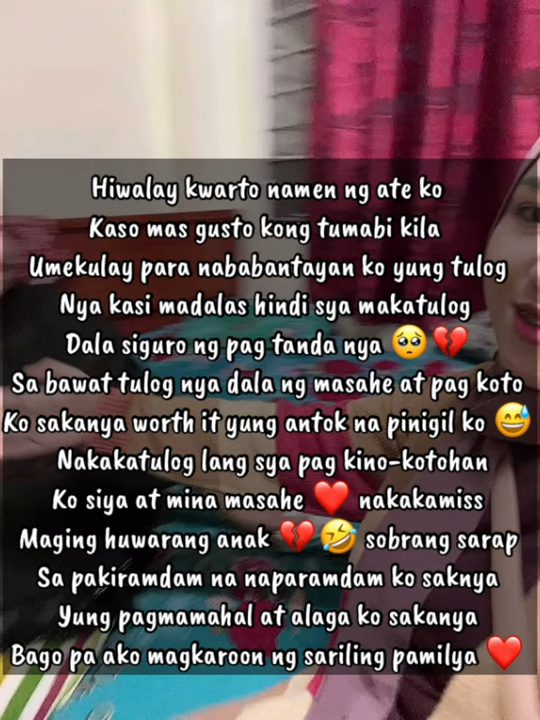 Hiwalay kwarto namen ng ate ko
Kaso mas gusto kong tumabi kila
Umekulay para nababantayan ko yung tulog
Nya kasi madalas hindi sya makatulog
Dala siguro ng pag tanda nya 🥺💔
Sa bawat tulog nya dala ng masahe at pag koto
Ko sakanya worth it yung antok na pinigil ko 😅
Nakakatulog lang sya pag kino-kotohan
Ko siya at mina masahe ❤️ nakakamiss
Maging huwarang anak 💔🤣 sobrang sarap
Sa pakiramdam na naparamdam ko saknya
Yung pagmamahal at alaga ko sakanya
Bago pa ako magkaroon ng sariling pamilya ❤️